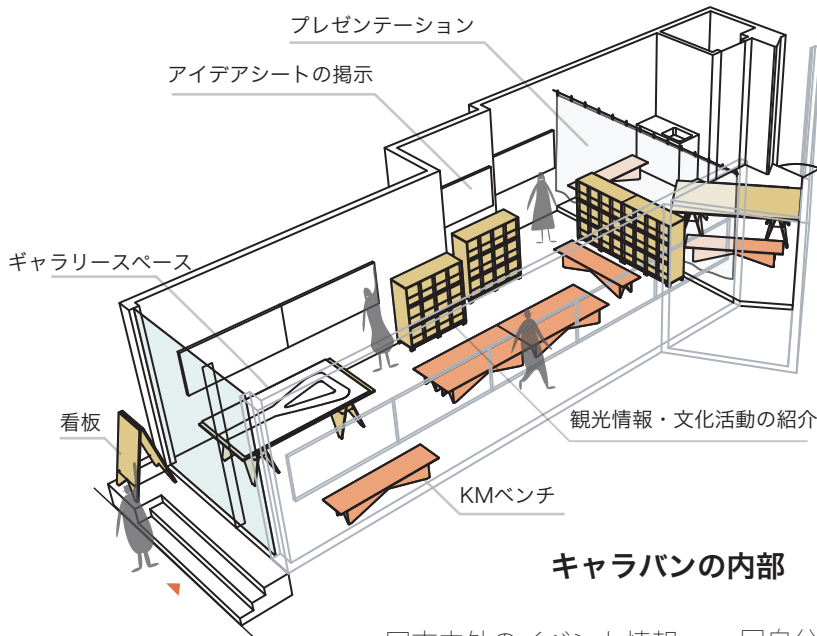 プレゼンテーション
アイデアシートの掲示
ギャラリースペース
看板
観光情報・文化活動の紹介
KMベンチ
キャラバンの内部